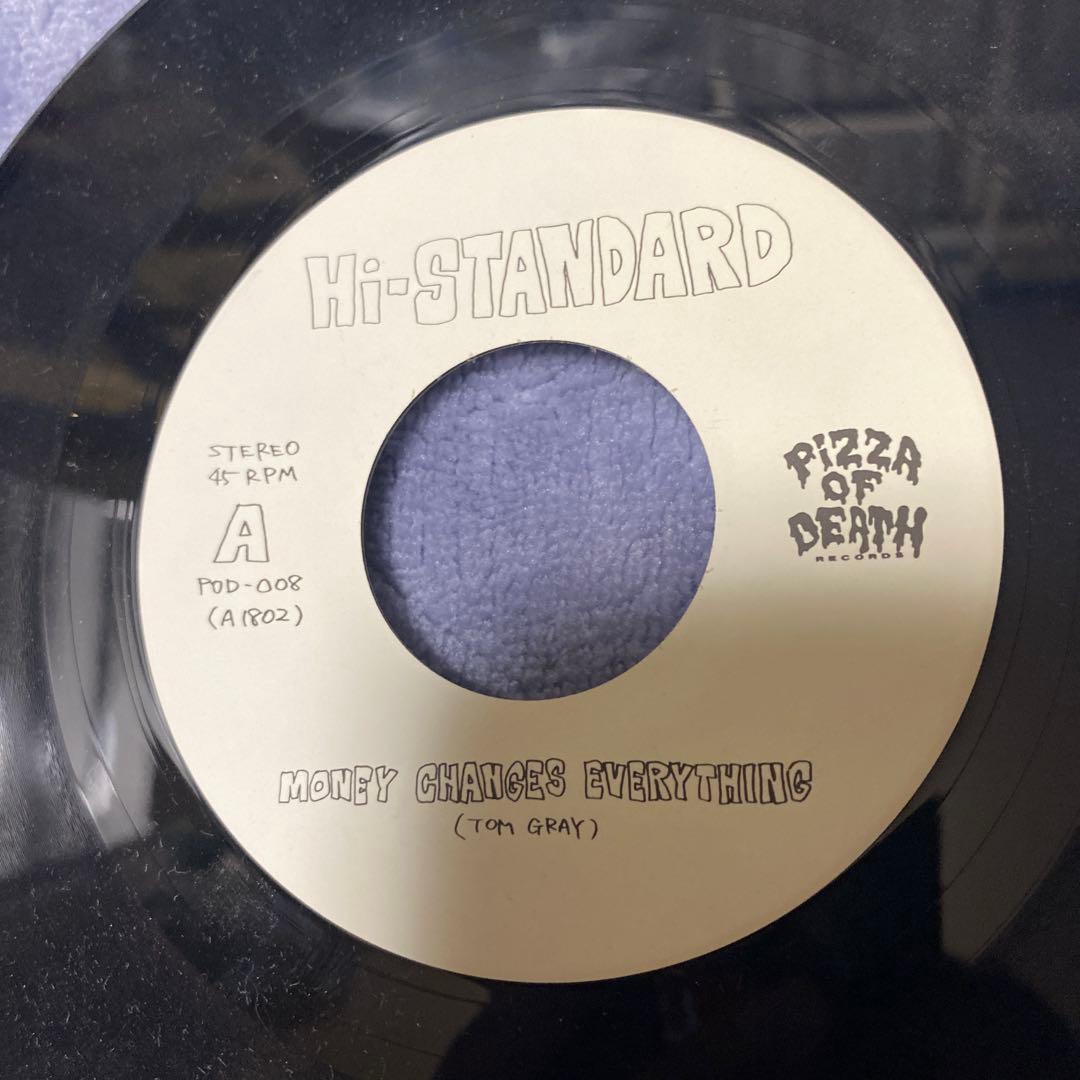 Hi-STANDARD
STEREO
45 RPM
A
POD-008
(A1802)
PiZZA
OF
DEATH
RECORDS
MONEY CHANGES EVERYTHING
(TOM GRAY)